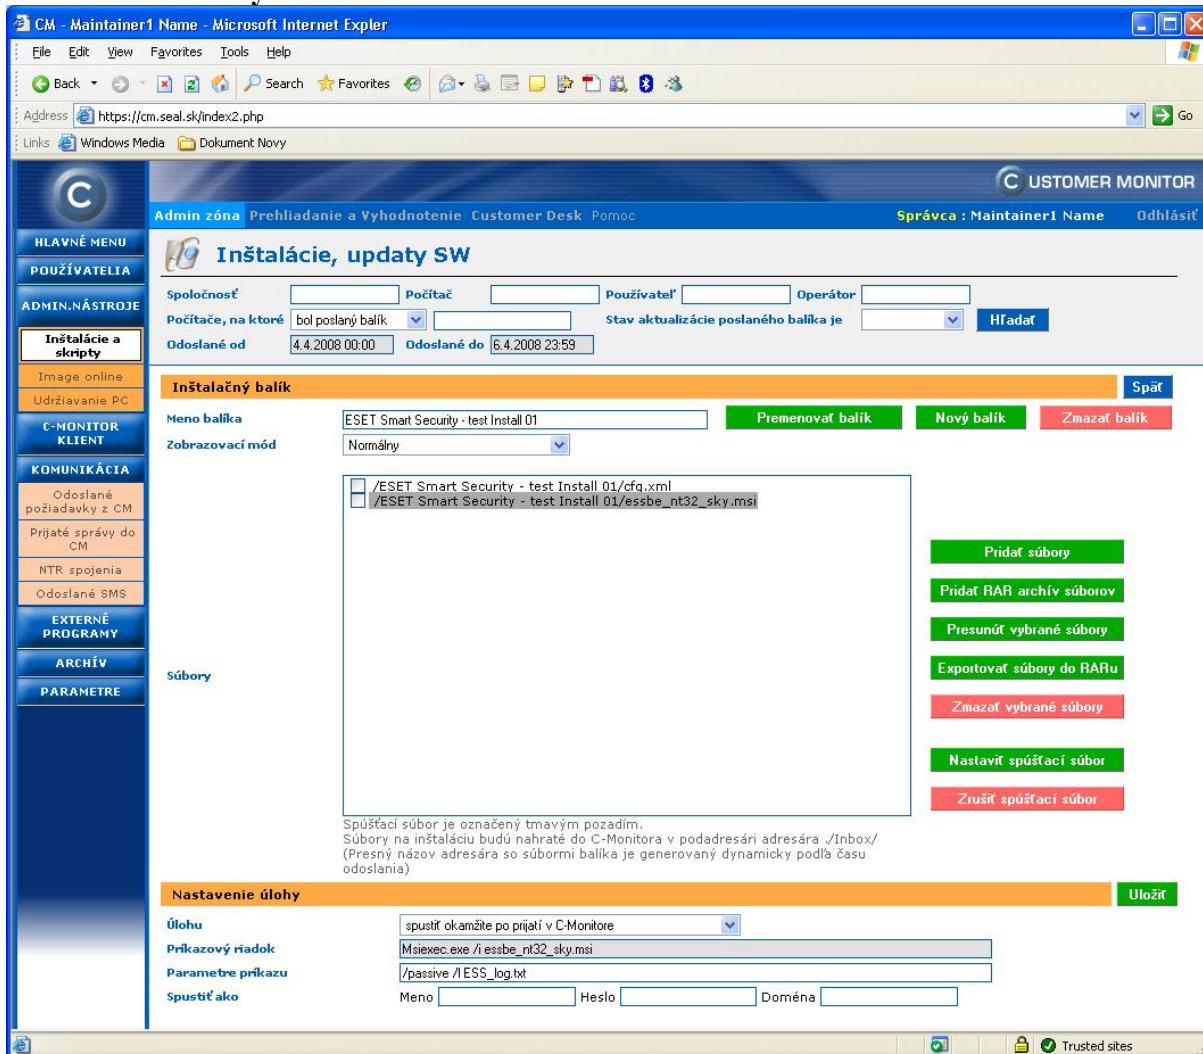 CM - Maintainer1 Name - Microsoft Internet Expler
File Edit View Favorites Tools Help
Back Search Favorites
Address https://cm.seal.sk/index2.php Go
Links Windows Media Dokument Novy
C USTOMER MONITOR
Admin zóna Prehliadanie a Vyhodnotenie Customer Desk Pomoc Správca : Maintainer1 Name Odhlásiť
HLAVNÉ MENU
POUŽÍVATELIA
ADMIN.NÁSTROJE
Inštalácie a
skripty
Image online
Udržiavanie PC
C-MONITOR
KLIENT
KOMUNIKÁCIA
Odoslané
požiadavky z CM
Prijaté správy do
CM
NTR spojenia
Odoslané SMS
EXTERNÉ
PROGRAMY
ARCHÍV
PARAMETRE
Inštalácie, updaty SW
Spoločnosť Počítač Používateľ Operátor
Počítače, na ktoré bol poslaný balík Stav aktualizácie poslaného balíka je Hľadať
Odoslané od 4.4.2008 00:00 Odoslané do 6.4.2008 23:59
Inštalačný balík Späť
Meno balíka ESET Smart Security - test Install 01 Premenovať balík Nový balík Zmazať balík
Zobrazovací mód Normálny
/ESET Smart Security - test Install 01/cfg.xml
/ESET Smart Security - test Install 01/essbe_nt32_sky.msi
Pridať súbory
Pridať RAR archív súborov
Presunúť vybrané súbory
Exportovať súbory do RARu
Súbory
Zmazať vybrané súbory
Nastaviť spúšťací súbor
Zrušiť spúšťací súbor
Spúšťací súbor je označený tmavým pozadím.
Súbory na inštaláciu budú nahraté do C-Monitora v podadresári adresára ./Inbox/
(Presný názov adresára so súbormi balíka je generovaný dynamicky podľa času
odoslania)
Nastavenie úlohy Uložiť
Úlohu spustiť okamžite po prijatí v C-Monitore
Príkazový riadok Msiexec.exe /i essbe_nt32_sky.msi
Parametre príkazu /passive /l ESS_log.txt
Spustiť ako Meno Heslo Doména
Trusted sites